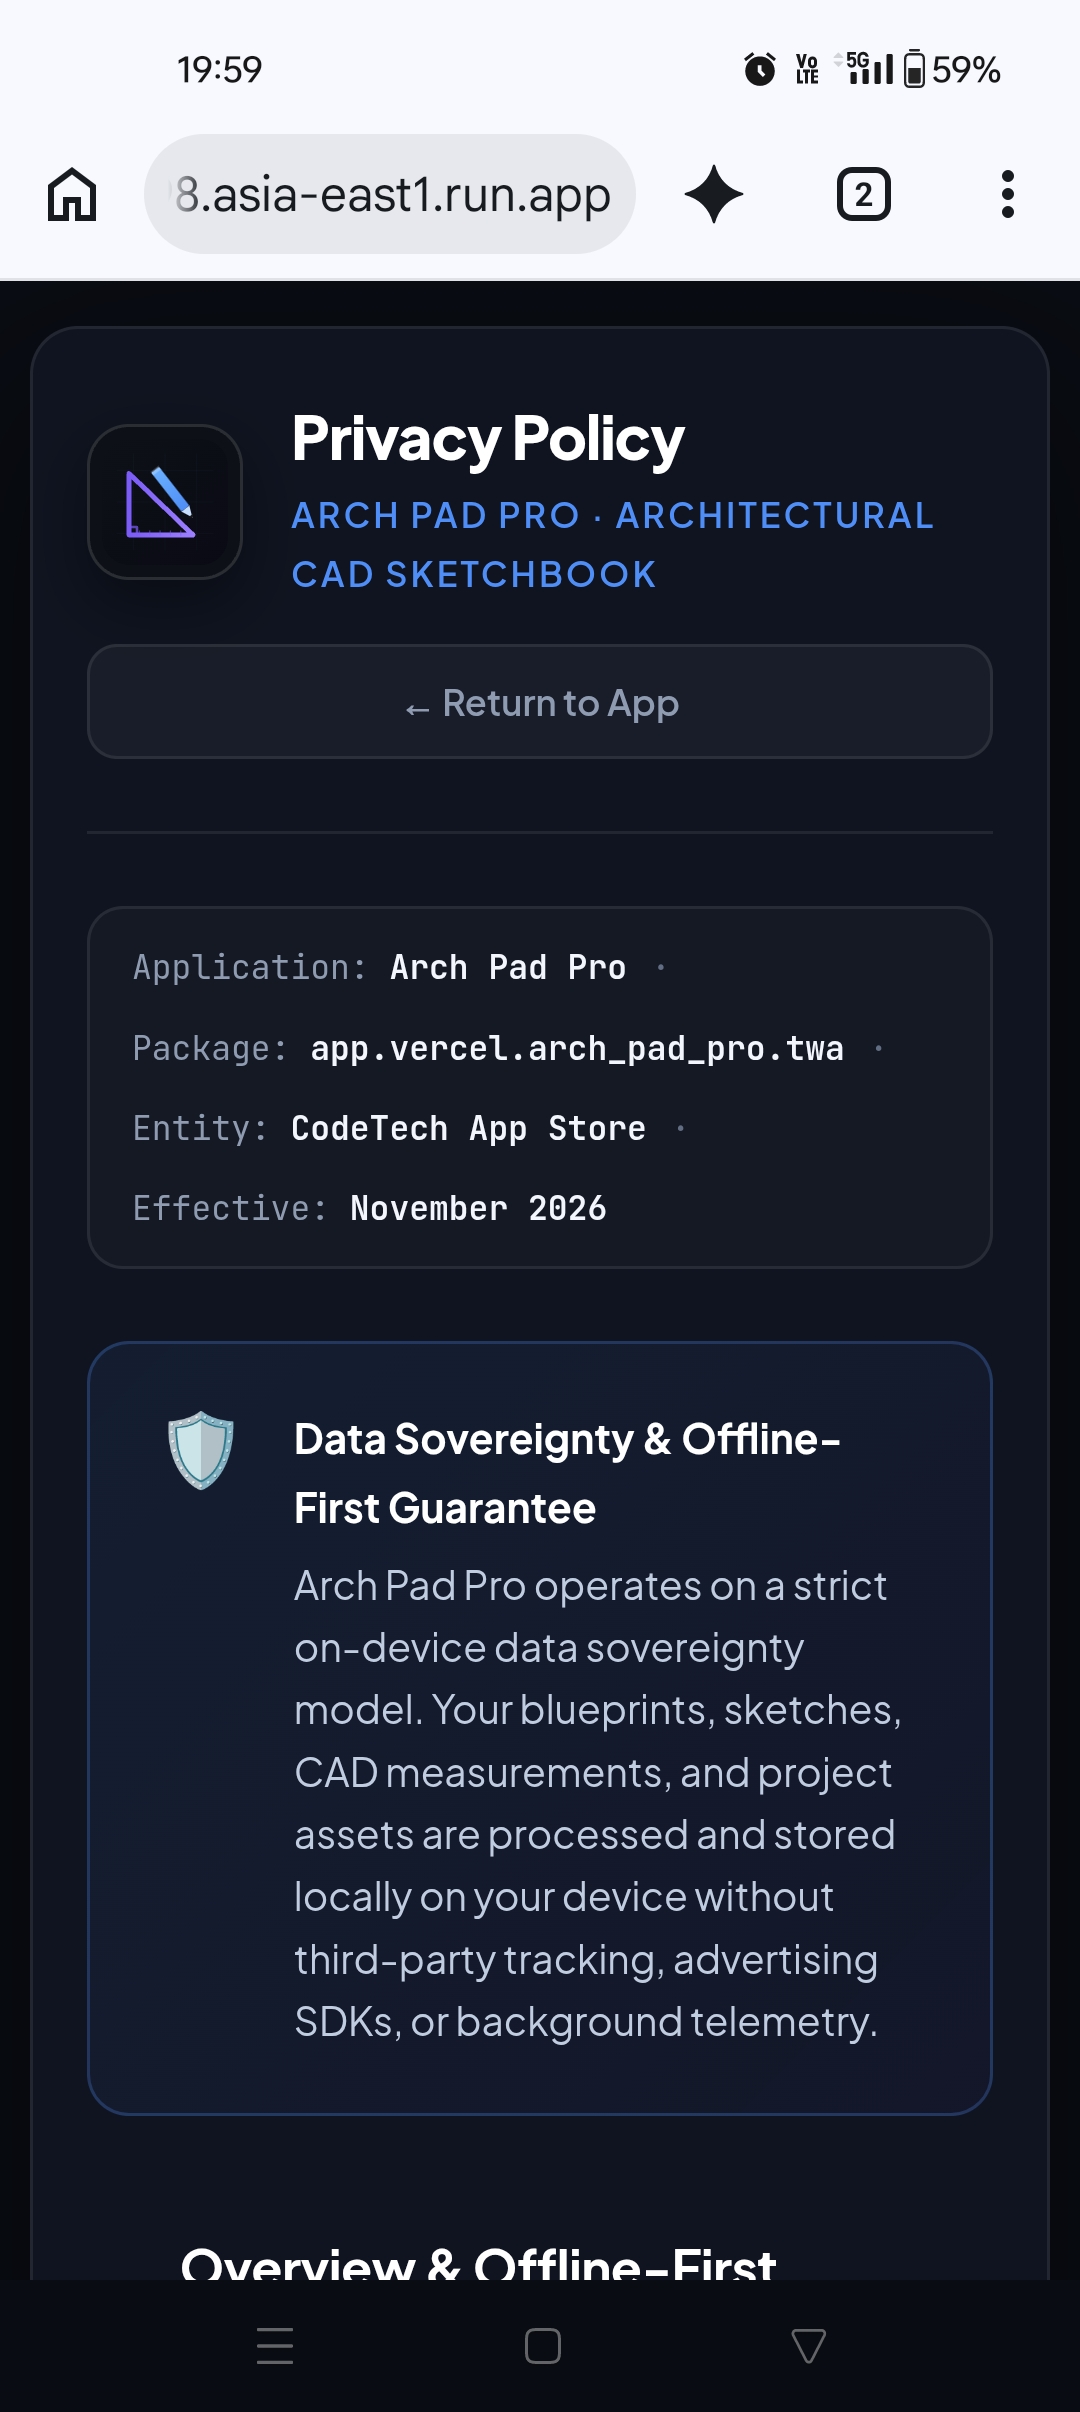 19:59
Vo LTE 5G 59%
8.asia-east1.run.app
2
Privacy Policy
ARCH PAD PRO · ARCHITECTURAL
CAD SKETCHBOOK
← Return to App
Application: Arch Pad Pro ·
Package: app.vercel.arch_pad_pro.twa ·
Entity: CodeTech App Store ·
Effective: November 2026
Data Sovereignty & Offline-
First Guarantee
Arch Pad Pro operates on a strict
on-device data sovereignty
model. Your blueprints, sketches,
CAD measurements, and project
assets are processed and stored
locally on your device without
third-party tracking, advertising
SDKs, or background telemetry.
Overview & Offline-First